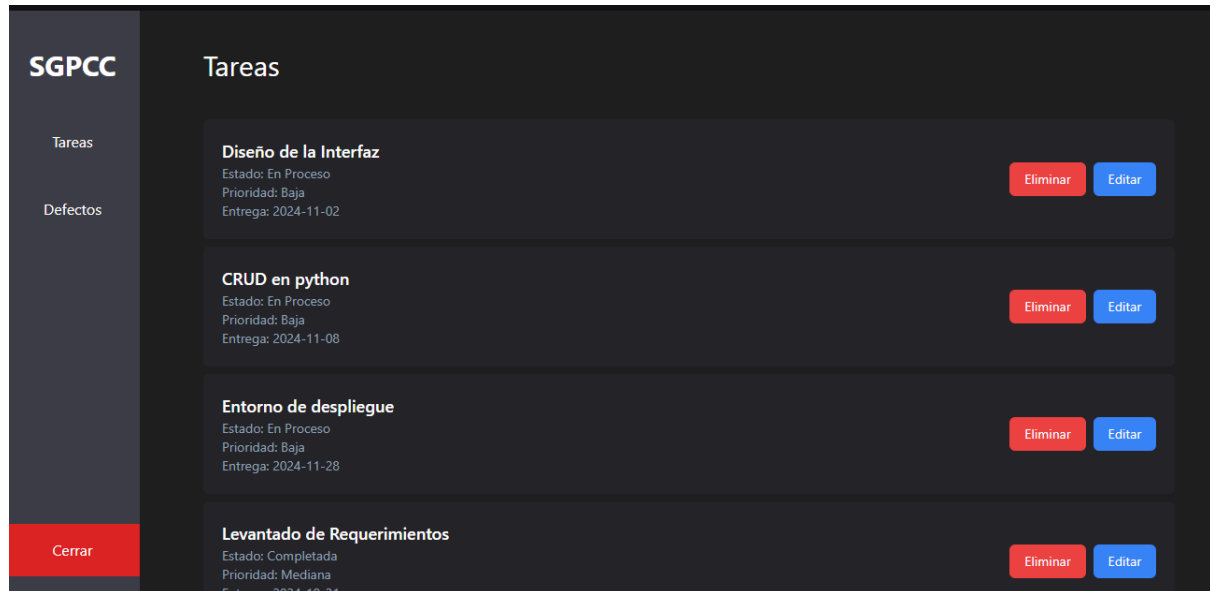 SGPCC
Tareas
Defectos
Cerrar
Tareas
Diseño de la Interfaz
Estado: En Proceso
Prioridad: Baja
Entrega: 2024-11-02
Eliminar
Editar
CRUD en python
Estado: En Proceso
Prioridad: Baja
Entrega: 2024-11-08
Eliminar
Editar
Entorno de despliegue
Estado: En Proceso
Prioridad: Baja
Entrega: 2024-11-28
Eliminar
Editar
Levantado de Requerimientos
Estado: Completada
Prioridad: Mediana
Eliminar
Editar